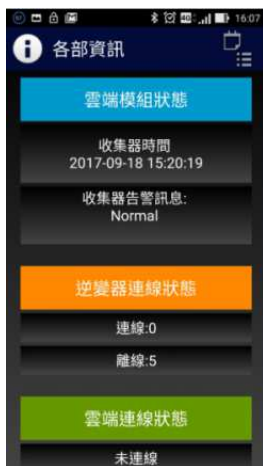 16:07
各部資訊
雲端模組狀態
收集器時間
2017-09-18 15:20:19
收集器告警訊息:
Normal
逆變器連線狀態
連線:0
離線:5
雲端連線狀態
未連線